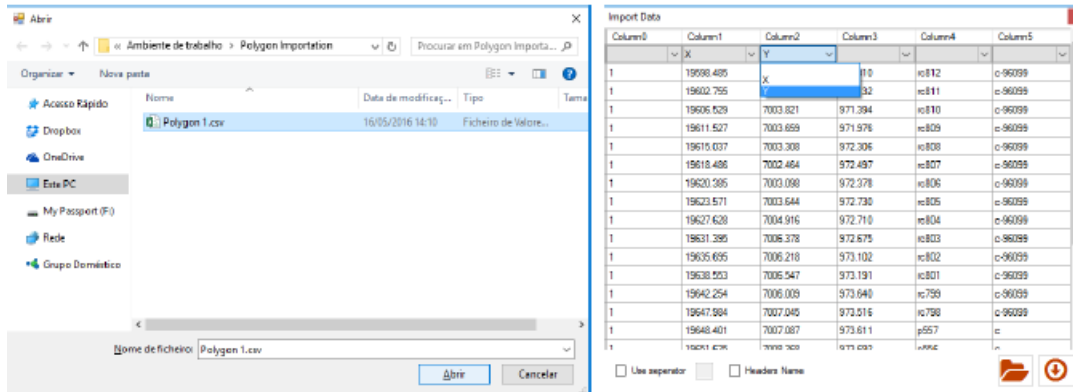 Abrir
« Ambiente de trabalho > Polygon Importation
Procurar em Polygon Importa...
Organizar
Nova pasta
Acesso Rápido
Dropbox
OneDrive
Este PC
My Passport (F:)
Rede
Grupo Doméstico
Nome Data de modificaç... Tipo Tama
Polygon 1.csv 16/05/2016 14:10 Ficheiro de Valore...
Nome de ficheiro: Polygon 1.csv
Abrir Cancelar
Import Data
Column0 Column1 Column2 Column3 Column4 Column5
X Y
X
Y
1 19598.485 rc812 c-96099
1 19602.755 rc811 c-96099
1 19606.529 7003.821 971.394 rc810 c-96099
1 19611.527 7003.659 971.976 rc809 c-96099
1 19615.037 7003.308 972.306 rc808 c-96099
1 19618.486 7002.464 972.497 rc807 c-96099
1 19620.385 7003.098 972.378 rc806 c-96099
1 19623.571 7003.644 972.730 rc805 c-96099
1 19627.628 7004.916 972.710 rc804 c-96099
1 19631.395 7006.378 972.675 rc803 c-96099
1 19635.695 7006.218 973.102 rc802 c-96099
1 19638.553 7006.547 973.191 rc801 c-96099
1 19642.254 7006.009 973.640 rc799 c-96099
1 19647.984 7007.045 973.516 rc798 c-96099
1 19648.401 7007.087 973.611 p557 c
Use seperator
Headers Name